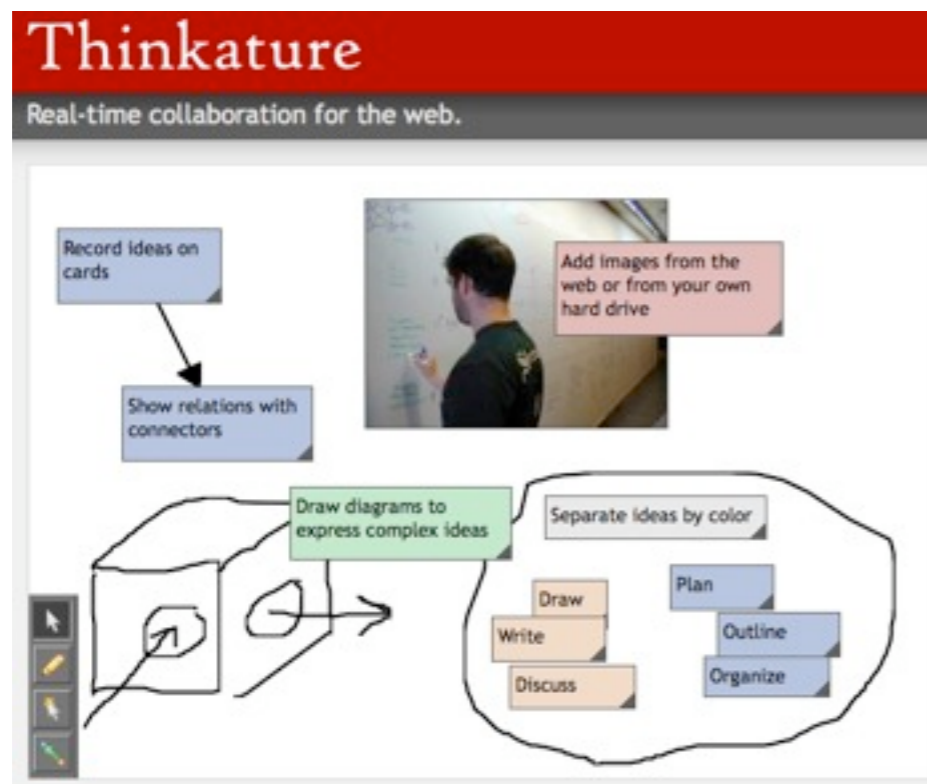 Thinkature
Real-time collaboration for the web.
Record ideas on
cards
Add images from the
web or from your own
hard drive
Show relations with
connectors
Draw diagrams to
express complex ideas
Separate ideas by color
Draw
Write
Discuss
Plan
Outline
Organize